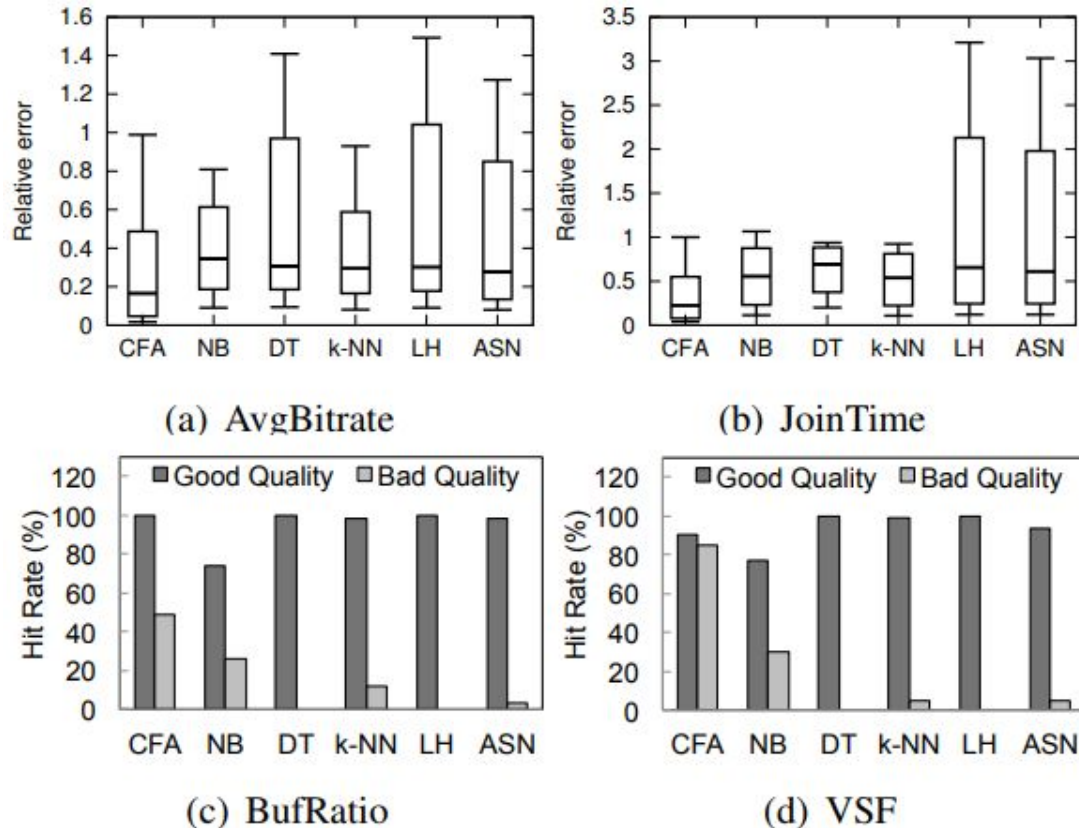 1.6
1.4
1.2
1
0.8
0.6
0.4
0.2
0
Relative error
CFA NB DT k-NN LH ASN
(a) AvgBitrate
3.5
3
2.5
2
1.5
1
0.5
0
Relative error
CFA NB DT k-NN LH ASN
(b) JoinTime
120
100
80
60
40
20
0
Hit Rate (%)
Good Quality Bad Quality
CFA NB DT k-NN LH ASN
(c) BufRatio
120
100
80
60
40
20
0
Hit Rate (%)
Good Quality Bad Quality
CFA NB DT k-NN LH ASN
(d) VSF